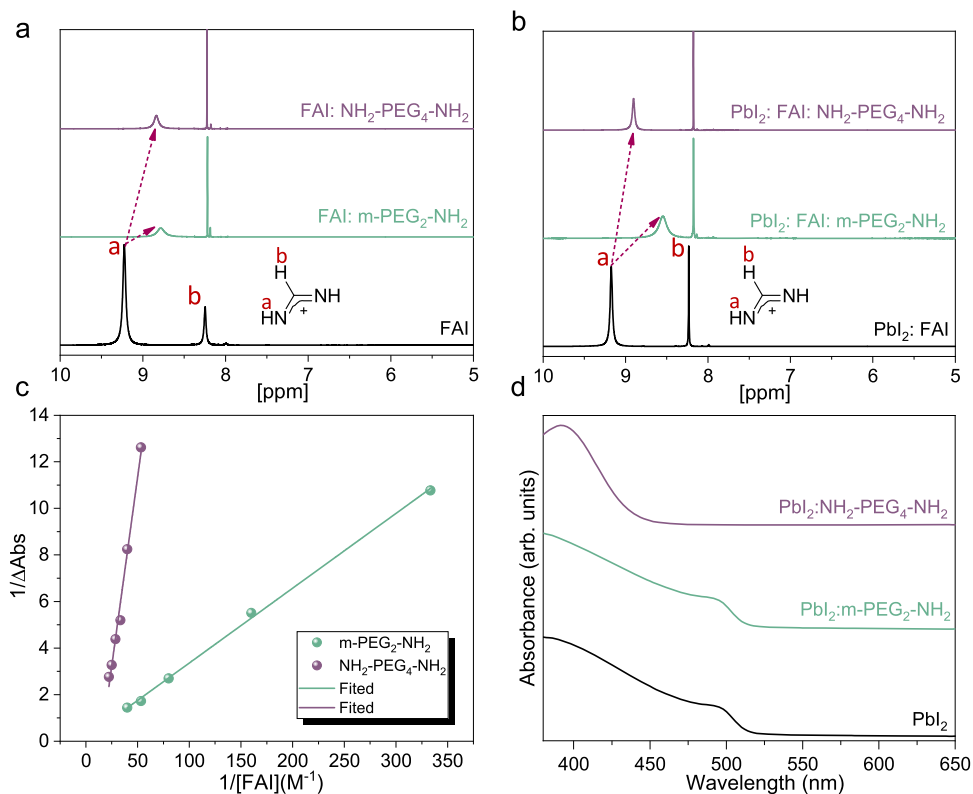 a
FAI: NH₂-PEG₄-NH₂
FAI: m-PEG₂-NH₂
a
b
b
H
a
HN
NH
+
FAI
10 9 8 7 6 5
[ppm]
b
PbI₂: FAI: NH₂-PEG₄-NH₂
PbI₂: FAI: m-PEG₂-NH₂
a
b
b
H
a
HN
NH
+
PbI₂: FAI
10 9 8 7 6 5
[ppm]
c
14
12
10
8
6
4
2
0
1/ΔAbs
m-PEG₂-NH₂
NH₂-PEG₄-NH₂
Fited
Fited
0 50 100 150 200 250 300 350
1/[FAI](M⁻¹)
d
Absorbance (arb. units)
PbI₂:NH₂-PEG₄-NH₂
PbI₂:m-PEG₂-NH₂
PbI₂
400 450 500 550 600 650
Wavelength (nm)